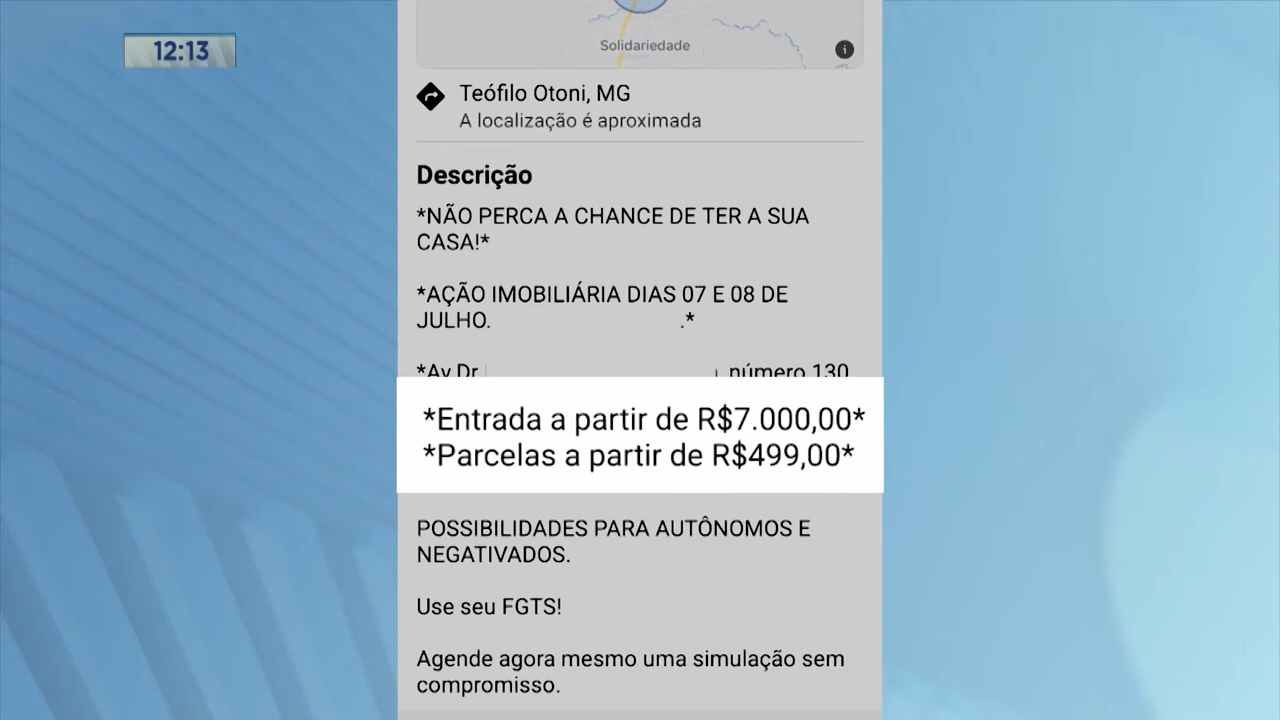 12:13
Solidariedade
i
Teófilo Otoni, MG
A localização é aproximada
Descrição
*NÃO PERCA A CHANCE DE TER A SUA
CASA!*
*AÇÃO IMOBILIÁRIA DIAS 07 E 08 DE
JULHO. .*
*Av Dr , número 130
*Entrada a partir de R$7.000,00*
*Parcelas a partir de R$499,00*
POSSIBILIDADES PARA AUTÔNOMOS E
NEGATIVADOS.
Use seu FGTS!
Agende agora mesmo uma simulação sem
compromisso.